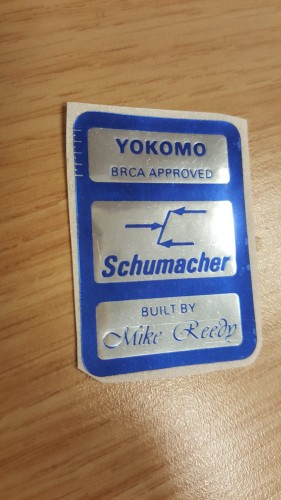 YOKOMO
BRCA APPROVED
Schumacher
BUILT BY
Mike Reedy